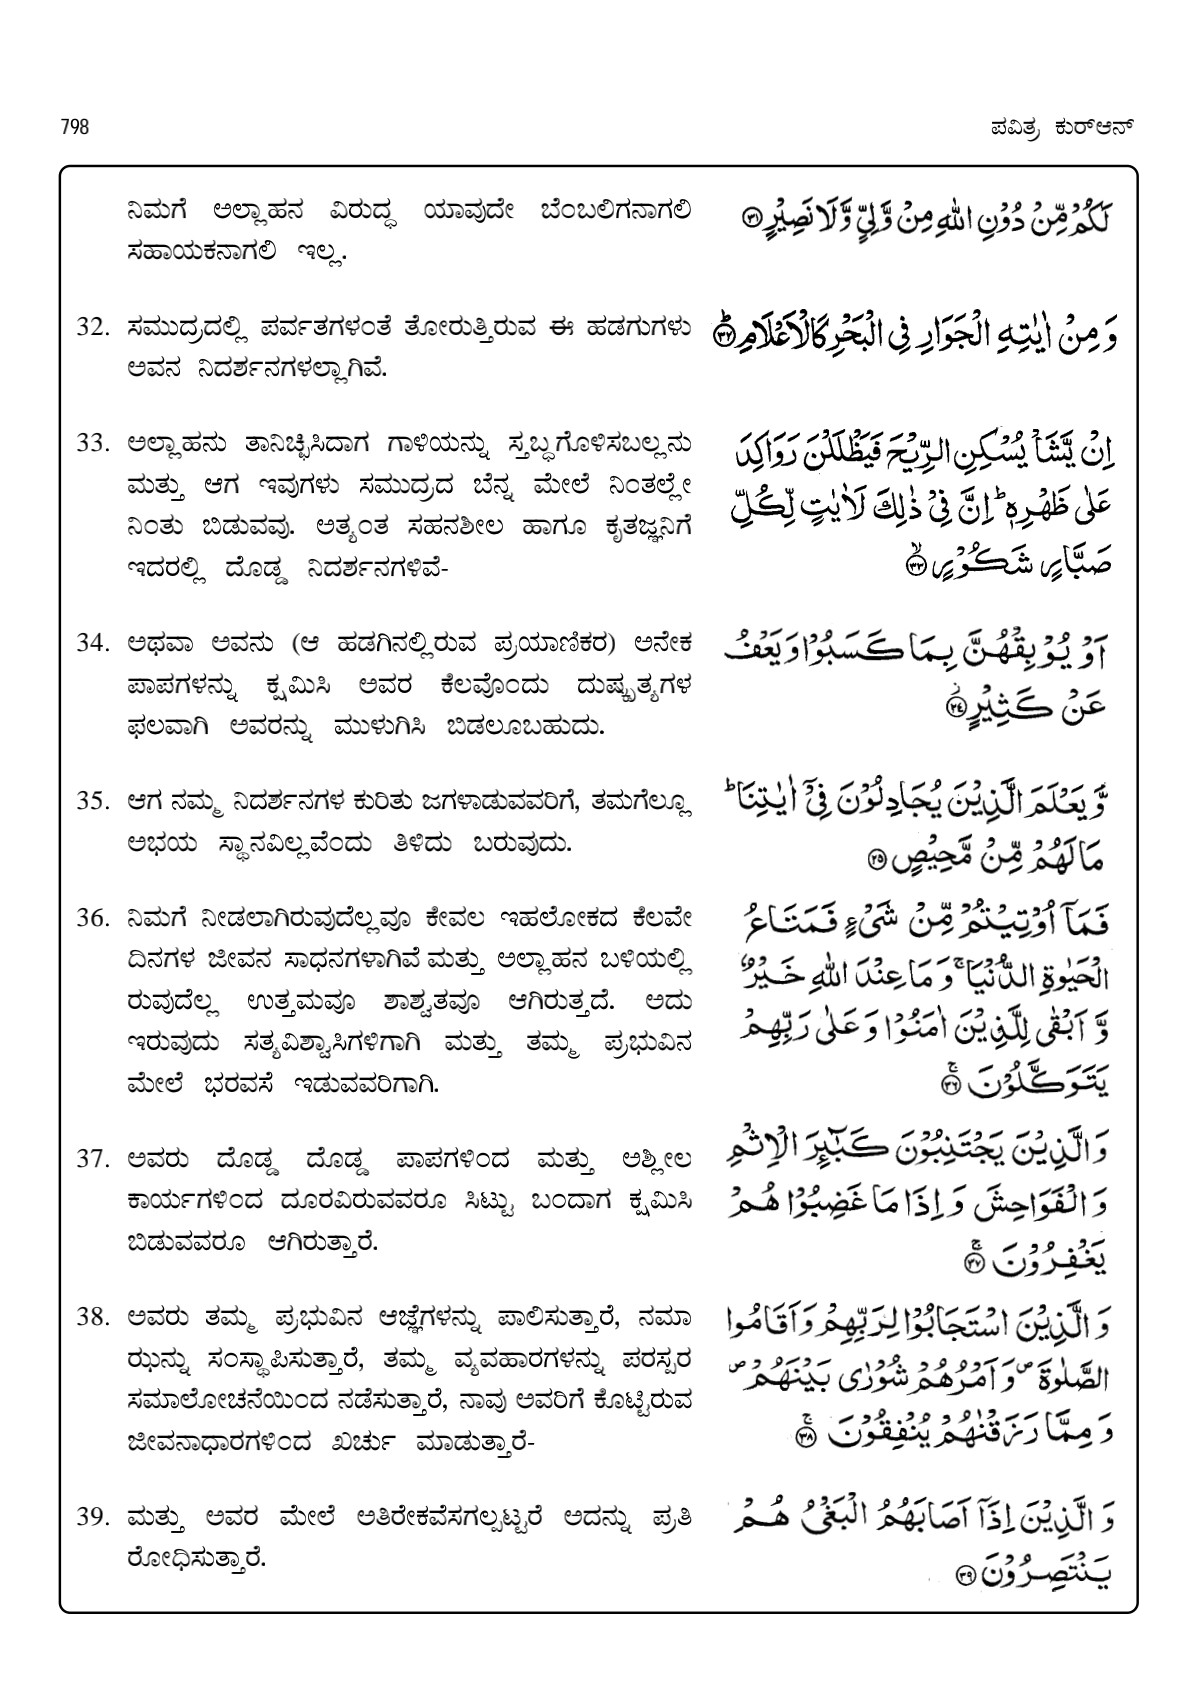 798
ಪವಿತ್ರ ಕುರ್‌ಆನ್
ನಿಮಗೆ ಅಲ್ಲಾಹನ ವಿರುದ್ಧ ಯಾವುದೇ ಬೆಂಬಲಿಗನಾಗಲಿ
ಸಹಾಯಕನಾಗಲಿ ಇಲ್ಲ.
لَكُمْ مِّنْ دُوْنِ اللّٰهِ مِنْ وَّلِيٍّ وَّلَا نَصِيْرٍ ۝۳۱
32. ಸಮುದ್ರದಲ್ಲಿ ಪರ್ವತಗಳಂತೆ ತೋರುತ್ತಿರುವ ಈ ಹಡಗುಗಳು
ಅವನ ನಿದರ್ಶನಗಳಲ್ಲಾಗಿವೆ.
وَ مِنْ اٰيٰتِهِ الْجَوَارِ فِى الْبَحْرِ كَالْاَعْلَامِ ؕ۝۳۲
33. ಅಲ್ಲಾಹನು ತಾನಿಚ್ಛಿಸಿದಾಗ ಗಾಳಿಯನ್ನು ಸ್ತಬ್ಧಗೊಳಿಸಬಲ್ಲನು
ಮತ್ತು ಆಗ ಇವುಗಳು ಸಮುದ್ರದ ಬೆನ್ನ ಮೇಲೆ ನಿಂತಲ್ಲೇ
ನಿಂತು ಬಿಡುವವು. ಅತ್ಯಂತ ಸಹನಶೀಲ ಹಾಗೂ ಕೃತಜ್ಞನಿಗೆ
ಇದರಲ್ಲಿ ದೊಡ್ಡ ನಿದರ್ಶನಗಳಿವೆ-
اِنْ يَّشَاْ يُسْكِنِ الرِّيْحَ فَيَظْلَلْنَ رَوَاكِدَ
عَلٰى ظَهْرِهٖ ؕ اِنَّ فِىْ ذٰلِكَ لَاٰيٰتٍ لِّكُلِّ
صَبَّارٍ شَكُوْرٍ ۙ۝۳۳
34. ಅಥವಾ ಅವನು (ಆ ಹಡಗಿನಲ್ಲಿರುವ ಪ್ರಯಾಣಿಕರ) ಅನೇಕ
ಪಾಪಗಳನ್ನು ಕ್ಷಮಿಸಿ ಅವರ ಕೆಲವೊಂದು ದುಷ್ಕೃತ್ಯಗಳ
ಫಲವಾಗಿ ಅವರನ್ನು ಮುಳುಗಿಸಿ ಬಿಡಲೂಬಹುದು.
اَوْ يُوْبِقْهُنَّ بِمَا كَسَبُوْا وَيَعْفُ
عَنْ كَثِيْرٍ ۙ۝۳۴
35. ಆಗ ನಮ್ಮ ನಿದರ್ಶನಗಳ ಕುರಿತು ಜಗಳಾಡುವವರಿಗೆ, ತಮಗೆಲ್ಲೂ
ಅಭಯ ಸ್ಥಾನವಿಲ್ಲವೆಂದು ತಿಳಿದು ಬರುವುದು.
وَّيَعْلَمَ الَّذِيْنَ يُجَادِلُوْنَ فِىْۤ اٰيٰتِنَا ؕ
مَا لَهُمْ مِّنْ مَّحِيْصٍ ۝۳۵
36. ನಿಮಗೆ ನೀಡಲಾಗಿರುವುದೆಲ್ಲವೂ ಕೇವಲ ಇಹಲೋಕದ ಕೆಲವೇ
ದಿನಗಳ ಜೀವನ ಸಾಧನಗಳಾಗಿವೆ ಮತ್ತು ಅಲ್ಲಾಹನ ಬಳಿಯಲ್ಲಿ
ರುವುದೆಲ್ಲ ಉತ್ತಮವೂ ಶಾಶ್ವತವೂ ಆಗಿರುತ್ತದೆ. ಅದು
ಇರುವುದು ಸತ್ಯವಿಶ್ವಾಸಿಗಳಿಗಾಗಿ ಮತ್ತು ತಮ್ಮ ಪ್ರಭುವಿನ
ಮೇಲೆ ಭರವಸೆ ಇಡುವವರಿಗಾಗಿ.
فَمَاۤ اُوْتِيْتُمْ مِّنْ شَىْءٍ فَمَتَاعُ
الْحَيٰوةِ الدُّنْيَا ۚ وَ مَا عِنْدَ اللّٰهِ خَيْرٌ
وَّ اَبْقٰى لِلَّذِيْنَ اٰمَنُوْا وَ عَلٰى رَبِّهِمْ
يَتَوَكَّلُوْنَ ۚ۝۳۶
37. ಅವರು ದೊಡ್ಡ ದೊಡ್ಡ ಪಾಪಗಳಿಂದ ಮತ್ತು ಅಶ್ಲೀಲ
ಕಾರ್ಯಗಳಿಂದ ದೂರವಿರುವವರೂ ಸಿಟ್ಟು ಬಂದಾಗ ಕ್ಷಮಿಸಿ
ಬಿಡುವವರೂ ಆಗಿರುತ್ತಾರೆ.
وَ الَّذِيْنَ يَجْتَنِبُوْنَ كَبٰٓٮِٕرَ الْاِثْمِ
وَ الْفَوَاحِشَ وَ اِذَا مَا غَضِبُوْا هُمْ
يَغْفِرُوْنَ ۚ۝۳۷
38. ಅವರು ತಮ್ಮ ಪ್ರಭುವಿನ ಆಜ್ಞೆಗಳನ್ನು ಪಾಲಿಸುತ್ತಾರೆ, ನಮಾ
ಝನ್ನು ಸಂಸ್ಥಾಪಿಸುತ್ತಾರೆ, ತಮ್ಮ ವ್ಯವಹಾರಗಳನ್ನು ಪರಸ್ಪರ
ಸಮಾಲೋಚನೆಯಿಂದ ನಡೆಸುತ್ತಾರೆ, ನಾವು ಅವರಿಗೆ ಕೊಟ್ಟಿರುವ
ಜೀವನಾಧಾರಗಳಿಂದ ಖರ್ಚು ಮಾಡುತ್ತಾರೆ-
وَ الَّذِيْنَ اسْتَجَابُوْا لِرَبِّهِمْ وَ اَقَامُوا
الصَّلٰوةَ ۖ وَ اَمْرُهُمْ شُوْرٰى بَيْنَهُمْ ۖ
وَ مِمَّا رَزَقْنٰهُمْ يُنْفِقُوْنَ ۚ۝۳۸
39. ಮತ್ತು ಅವರ ಮೇಲೆ ಅತಿರೇಕವೆಸಗಲ್ಪಟ್ಟರೆ ಅದನ್ನು ಪ್ರತಿ
ರೋಧಿಸುತ್ತಾರೆ.
وَ الَّذِيْنَ اِذَاۤ اَصَابَهُمُ الْبَغْىُ هُمْ
يَنْتَصِرُوْنَ ۝۳۹